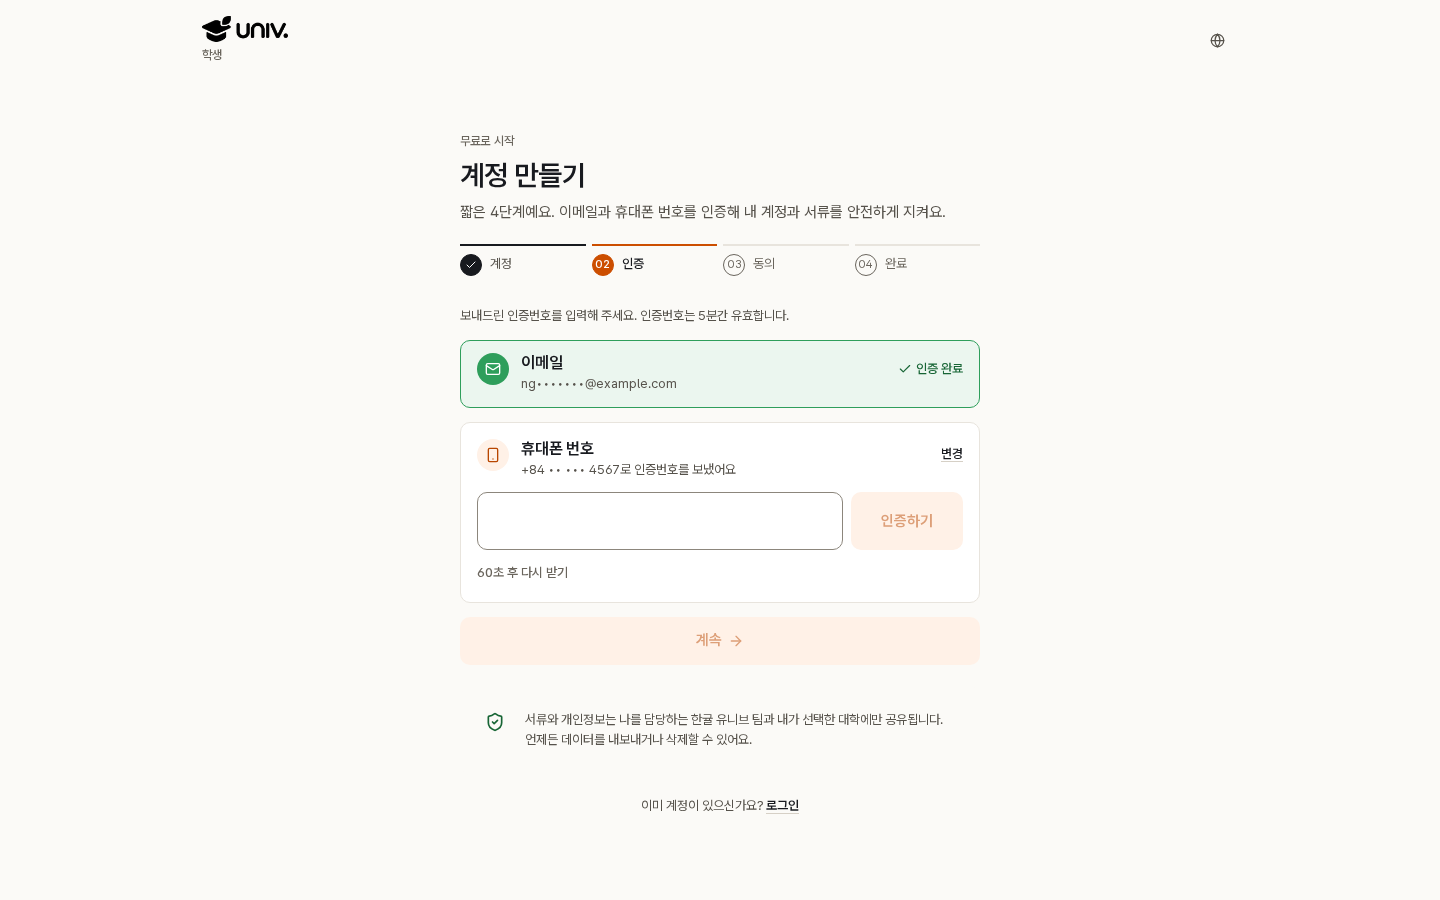 UNIV.
학생
무료로 시작
계정 만들기
짧은 4단계예요. 이메일과 휴대폰 번호를 인증해 내 계정과 서류를 안전하게 지켜요.
계정
02 인증
03 동의
04 완료
보내드린 인증번호를 입력해 주세요. 인증번호는 5분간 유효합니다.
이메일
ng•••••••@example.com
인증 완료
휴대폰 번호
+84 •• ••• 4567로 인증번호를 보냈어요
변경
인증하기
60초 후 다시 받기
계속 →
서류와 개인정보는 나를 담당하는 한귤 유니브 팀과 내가 선택한 대학에만 공유됩니다.
언제든 데이터를 내보내거나 삭제할 수 있어요.
이미 계정이 있으신가요? 로그인